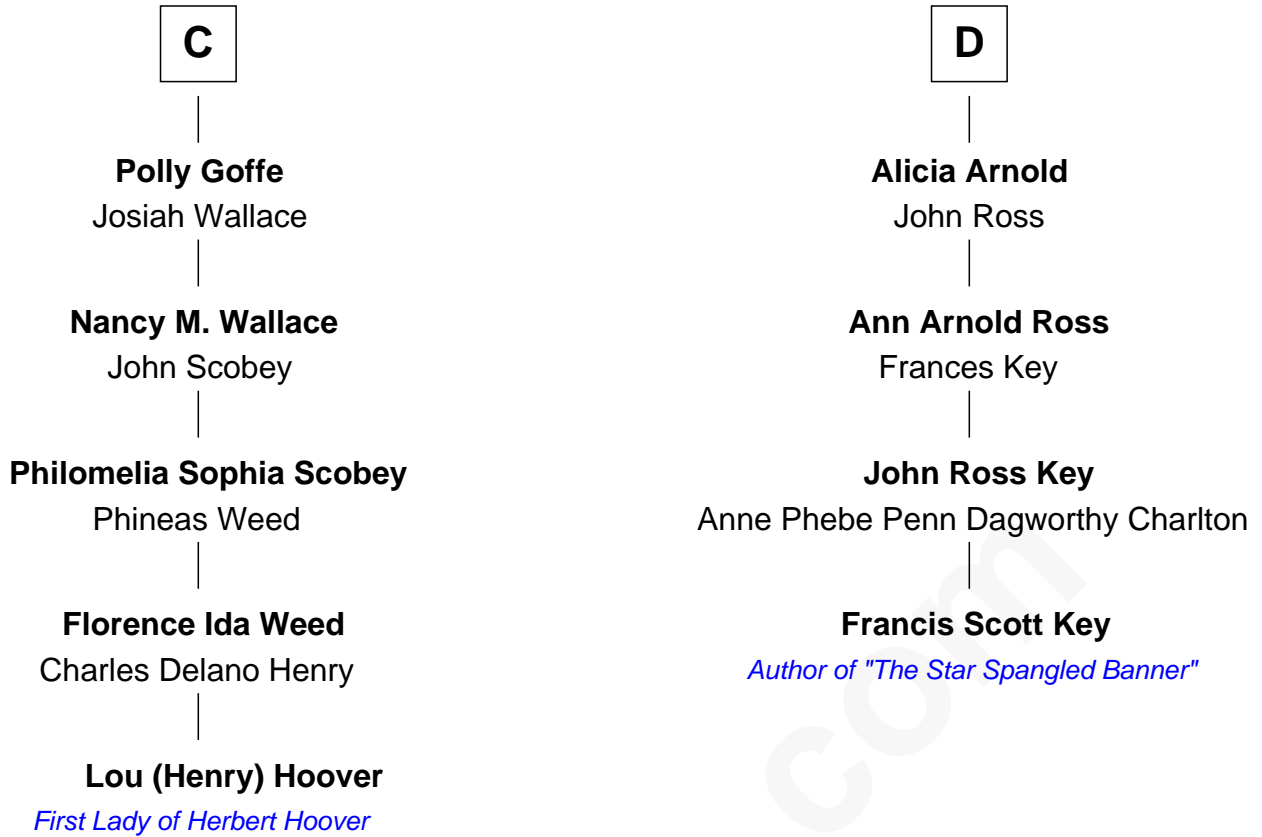 C
Polly Goffe
Josiah Wallace
Nancy M. Wallace
John Scobey
Philomelia Sophia Scobey
Phineas Weed
Florence Ida Weed
Charles Delano Henry
Lou (Henry) Hoover
First Lady of Herbert Hoover
D
Alicia Arnold
John Ross
Ann Arnold Ross
Frances Key
John Ross Key
Anne Phebe Penn Dagworthy Charlton
Francis Scott Key
Author of "The Star Spangled Banner"
com